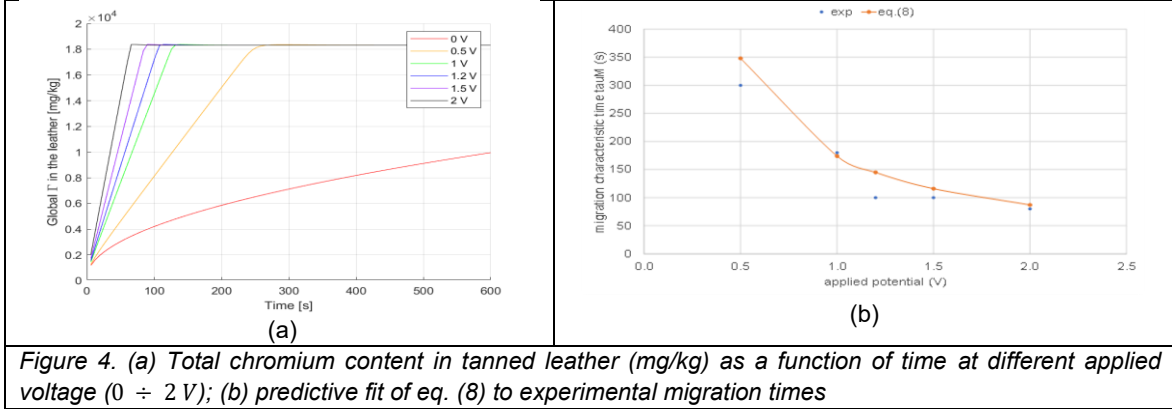 × 10⁴
2
1.8
1.6
1.4
1.2
1
0.8
0.6
0.4
0.2
0
Global Γ in the leather [mg/kg]
0 V
0.5 V
1 V
1.2 V
1.5 V
2 V
0 100 200 300 400 500 600
Time [s]
(a)
exp eq.(8)
400
350
300
250
200
150
100
50
0
migration characteristic time tauM (s)
0.0 0.5 1.0 1.5 2.0 2.5
applied potential (V)
(b)
Figure 4. (a) Total chromium content in tanned leather (mg/kg) as a function of time at different applied
voltage (0 ÷ 2 V); (b) predictive fit of eq. (8) to experimental migration times